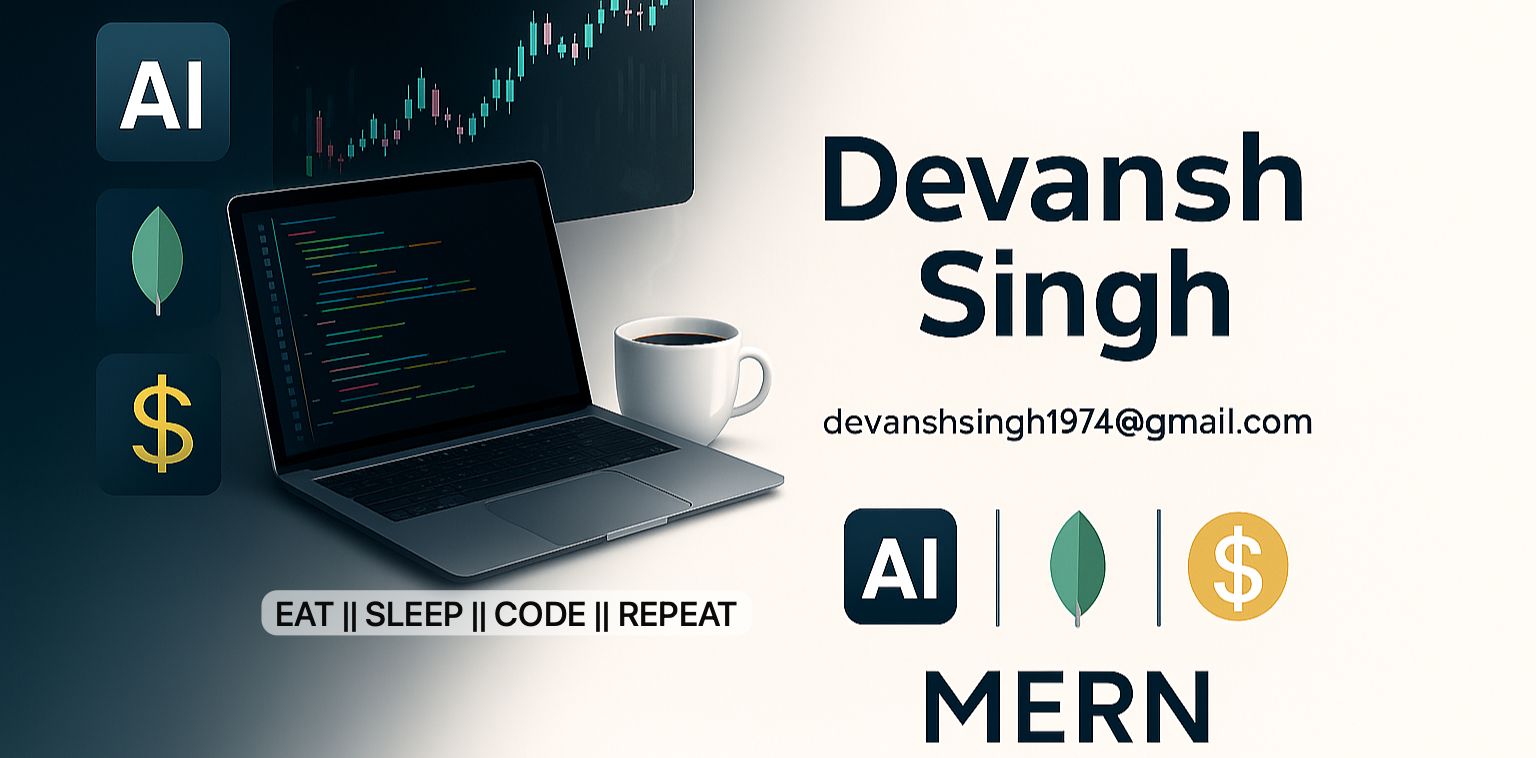 AI
$
EAT || SLEEP || CODE || REPEAT
Devansh
Singh
devanshsingh1974@gmail.com
AI
$
MERN